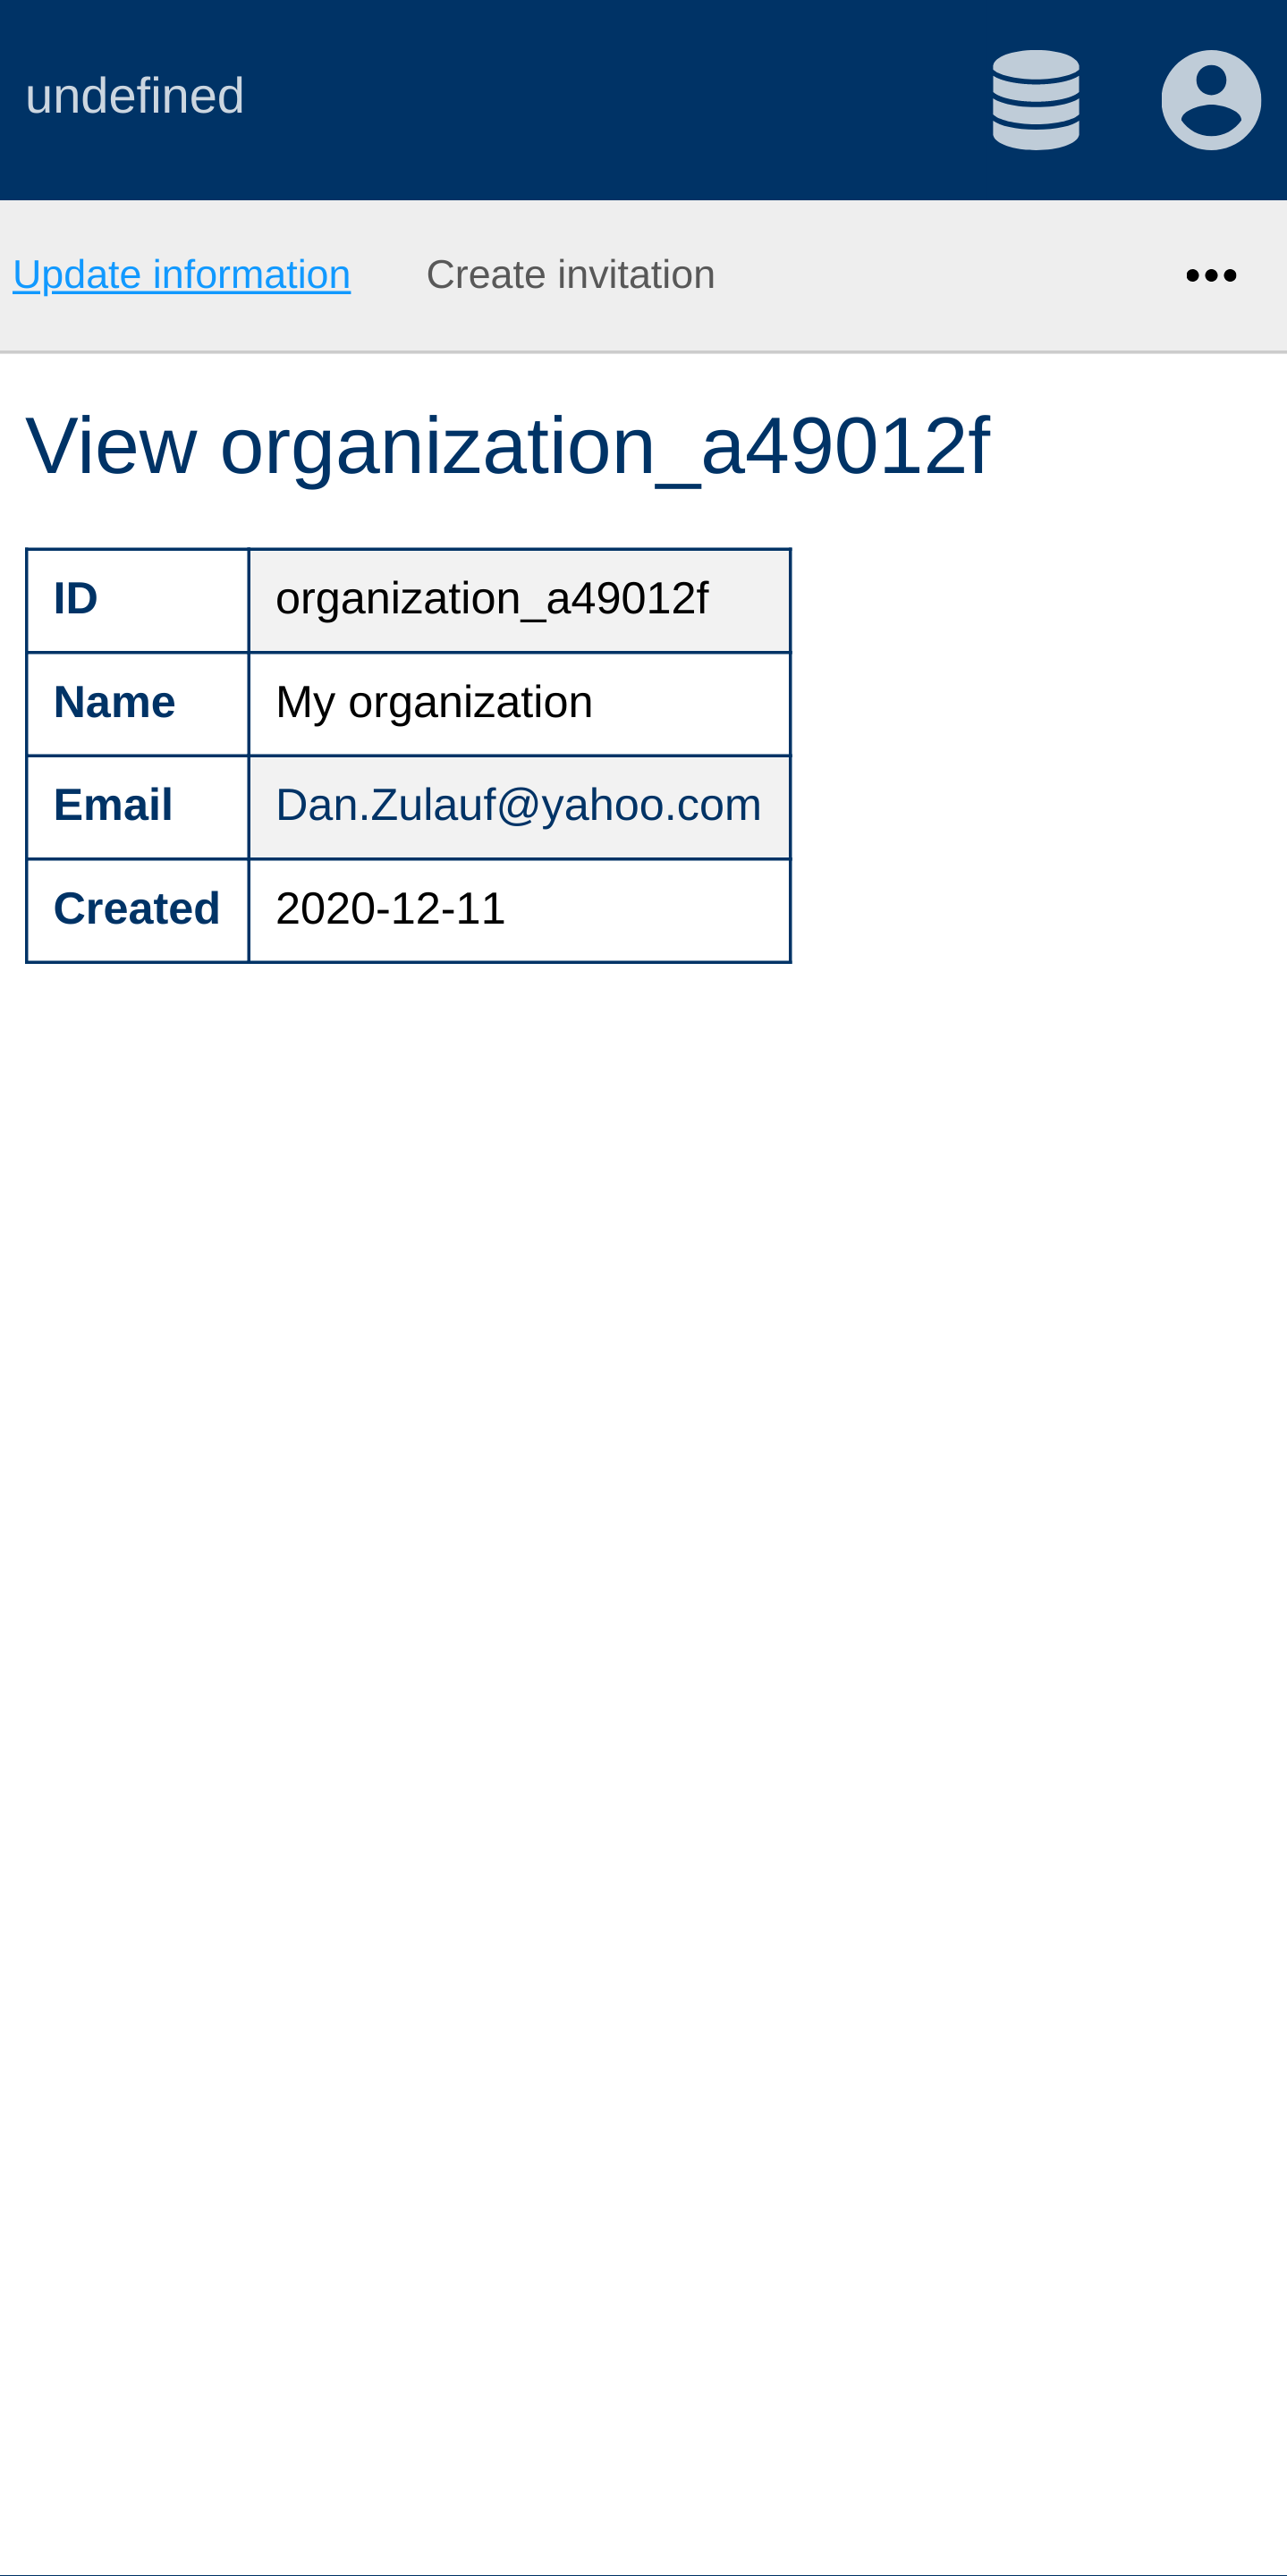 undefined
Update information Create invitation
View organization_a49012f
ID organization_a49012f
Name My organization
Email Dan.Zulauf@yahoo.com
Created 2020-12-11